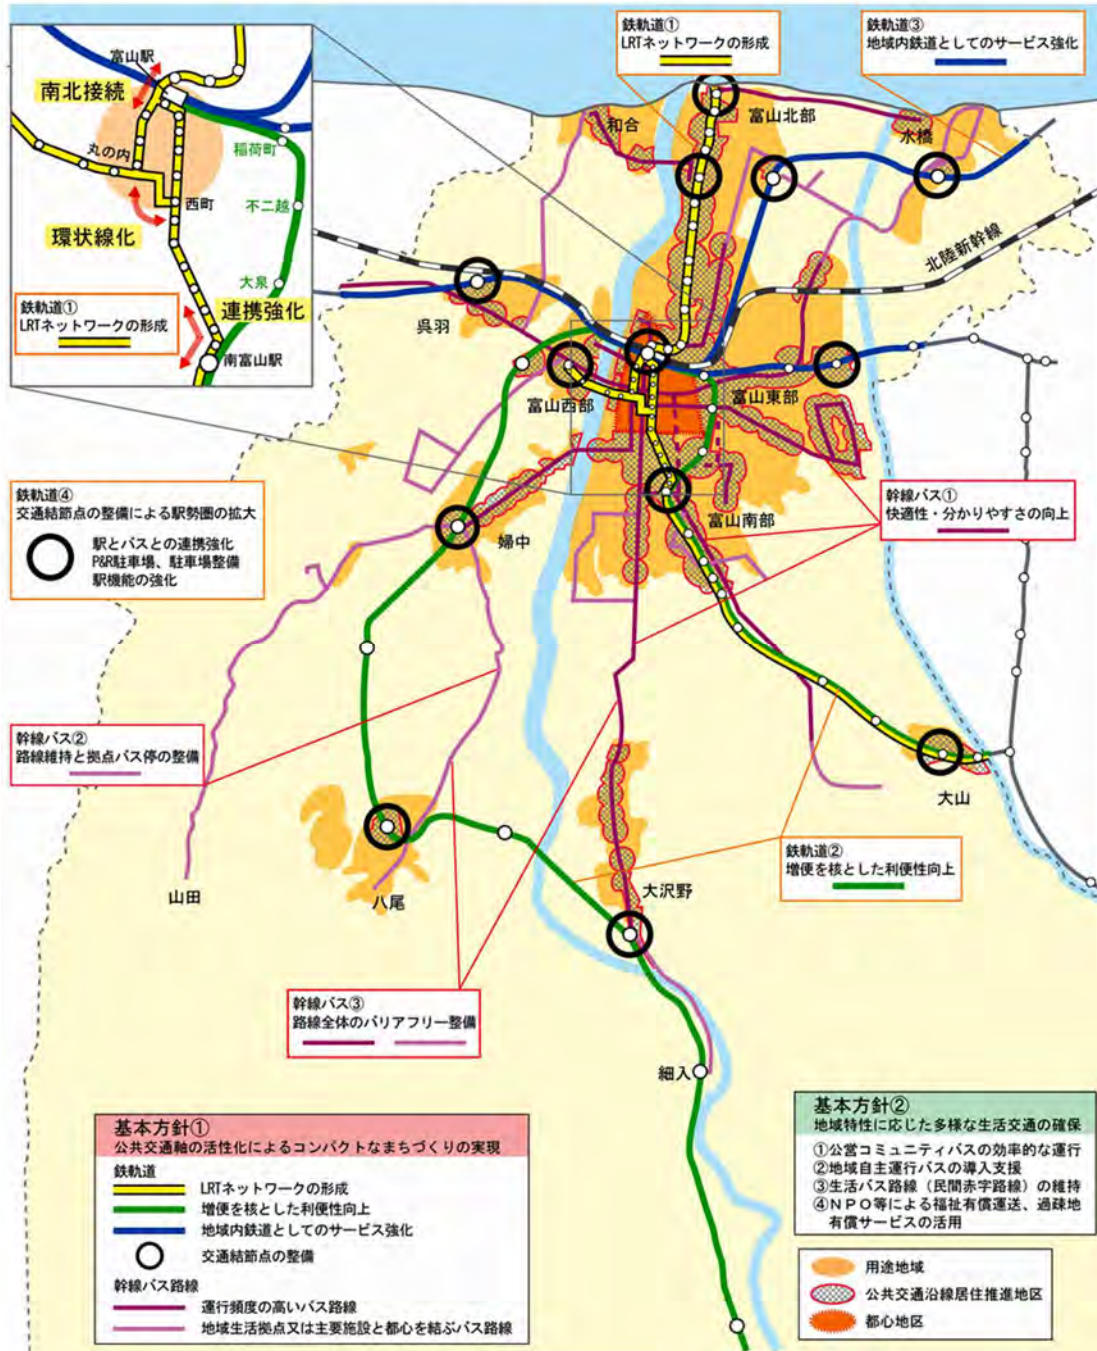 富山駅
南北接続
丸の内
稲荷町
西町
不二越
環状線化
大泉
鉄軌道①
LRTネットワークの形成
連携強化
南富山駅
鉄軌道①
LRTネットワークの形成
鉄軌道③
地域内鉄道としてのサービス強化
和合
富山北部
水橋
北陸新幹線
呉羽
富山西部
富山東部
鉄軌道④
交通結節点の整備による駅勢圏の拡大
駅とバスとの連携強化
P&R駐車場、駐車場整備
駅機能の強化
婦中
富山南部
幹線バス①
快適性・分かりやすさの向上
幹線バス②
路線維持と拠点バス停の整備
大山
鉄軌道②
増便を核とした利便性向上
山田
八尾
大沢野
幹線バス③
路線全体のバリアフリー整備
細入
基本方針①
公共交通軸の活性化によるコンパクトなまちづくりの実現
鉄軌道
LRTネットワークの形成
増便を核とした利便性向上
地域内鉄道としてのサービス強化
交通結節点の整備
幹線バス路線
運行頻度の高いバス路線
地域生活拠点又は主要施設と都心を結ぶバス路線
基本方針②
地域特性に応じた多様な生活交通の確保
①公営コミュニティバスの効率的な運行
②地域自主運行バスの導入支援
③生活バス路線（民間赤字路線）の維持
④NPO等による福祉有償運送、過疎地
有償サービスの活用
用途地域
公共交通沿線居住推進地区
都心地区